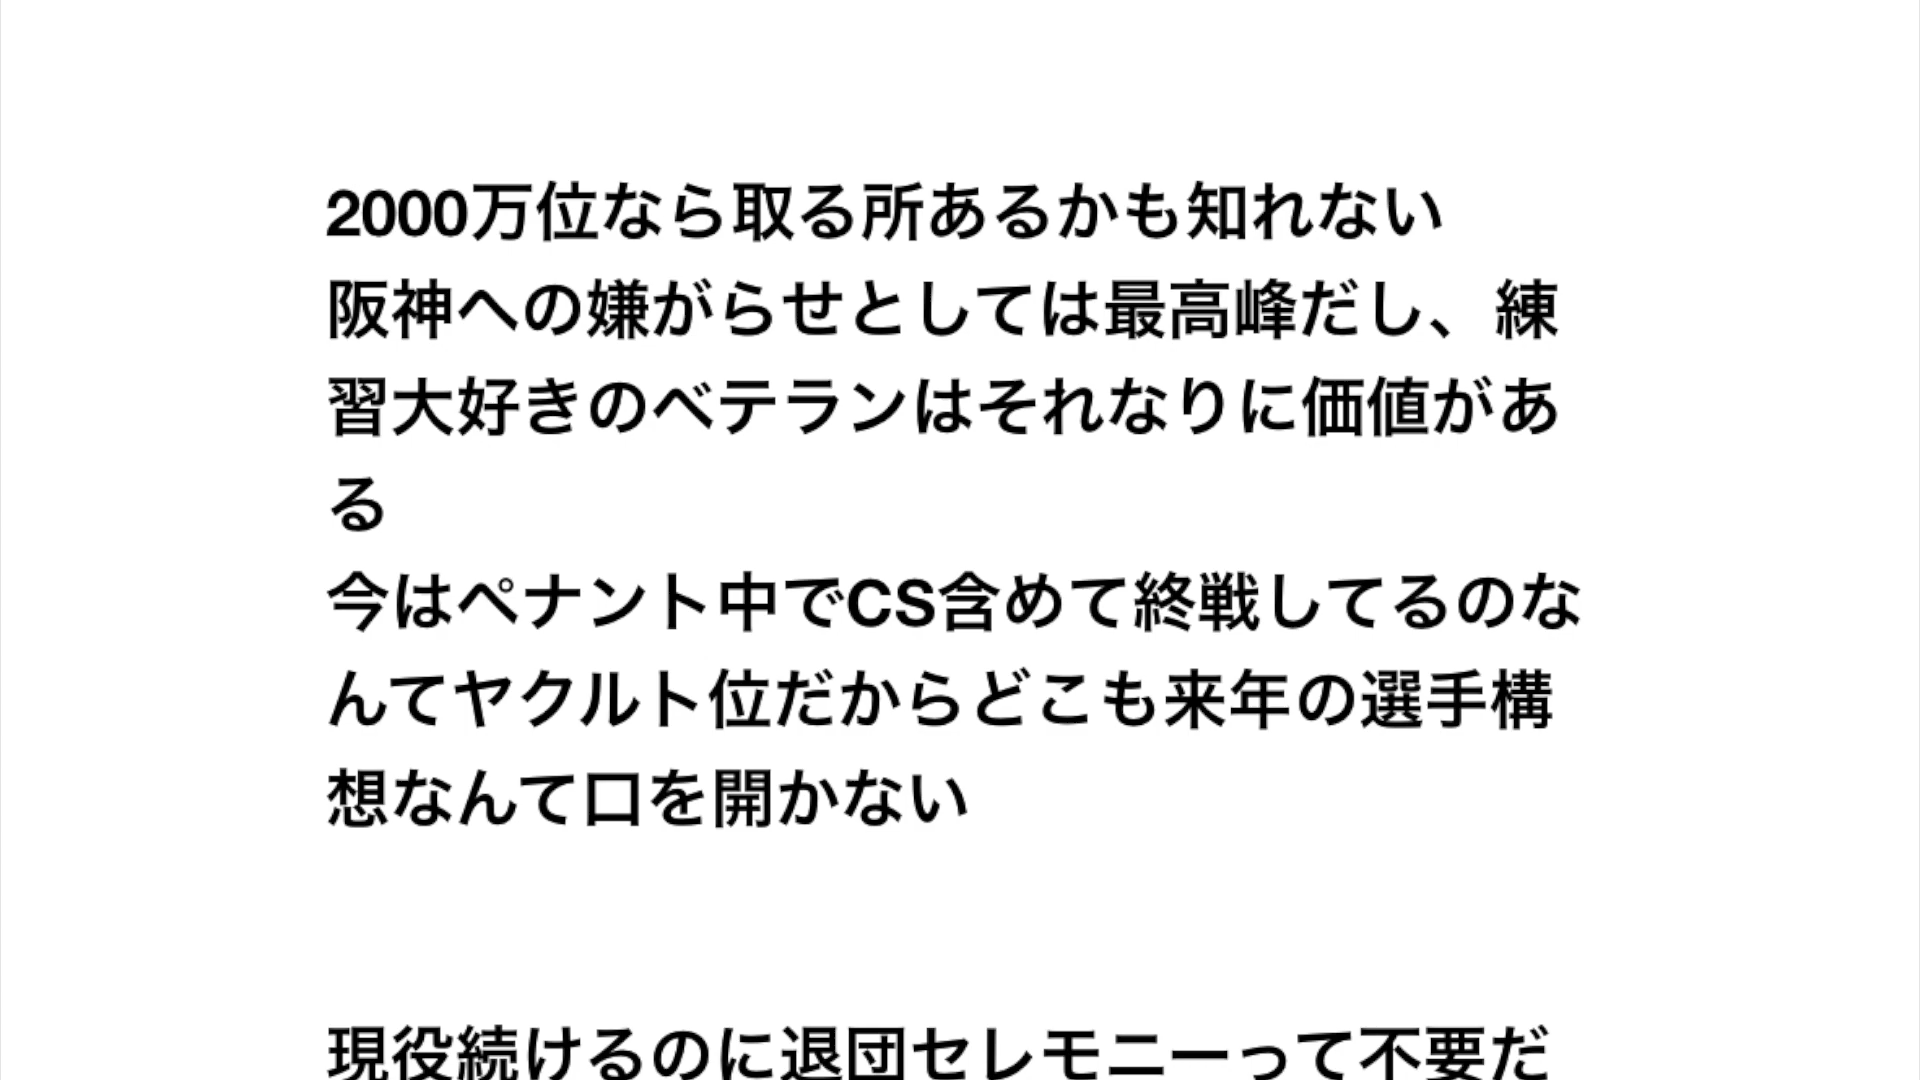 2000万位なら取る所あるかも知れない
阪神への嫌がらせとしては最高峰だし、練
習大好きのベテランはそれなりに価値があ
る
今はペナント中でCS含めて終戦してるのな
んてヤクルト位だからどこも来年の選手構
想なんて口を開かない
現役続けるのに退団セレモニーって不要だ